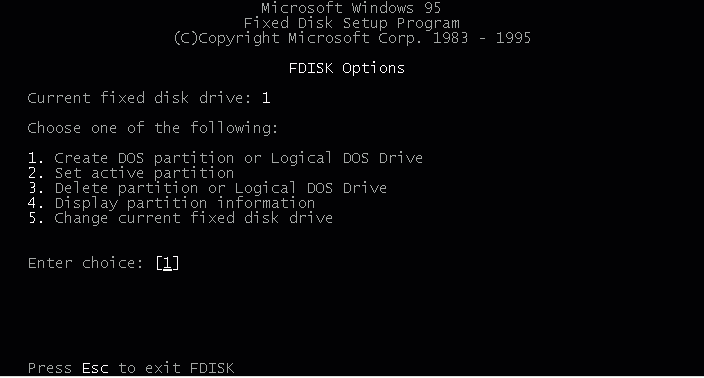 Microsoft Windows 95
Fixed Disk Setup Program
(C)Copyright Microsoft Corp. 1983 - 1995
FDISK Options
Current fixed disk drive: 1
Choose one of the following:
1. Create DOS partition or Logical DOS Drive
2. Set active partition
3. Delete partition or Logical DOS Drive
4. Display partition information
5. Change current fixed disk drive
Enter choice: [1]
Press Esc to exit FDISK